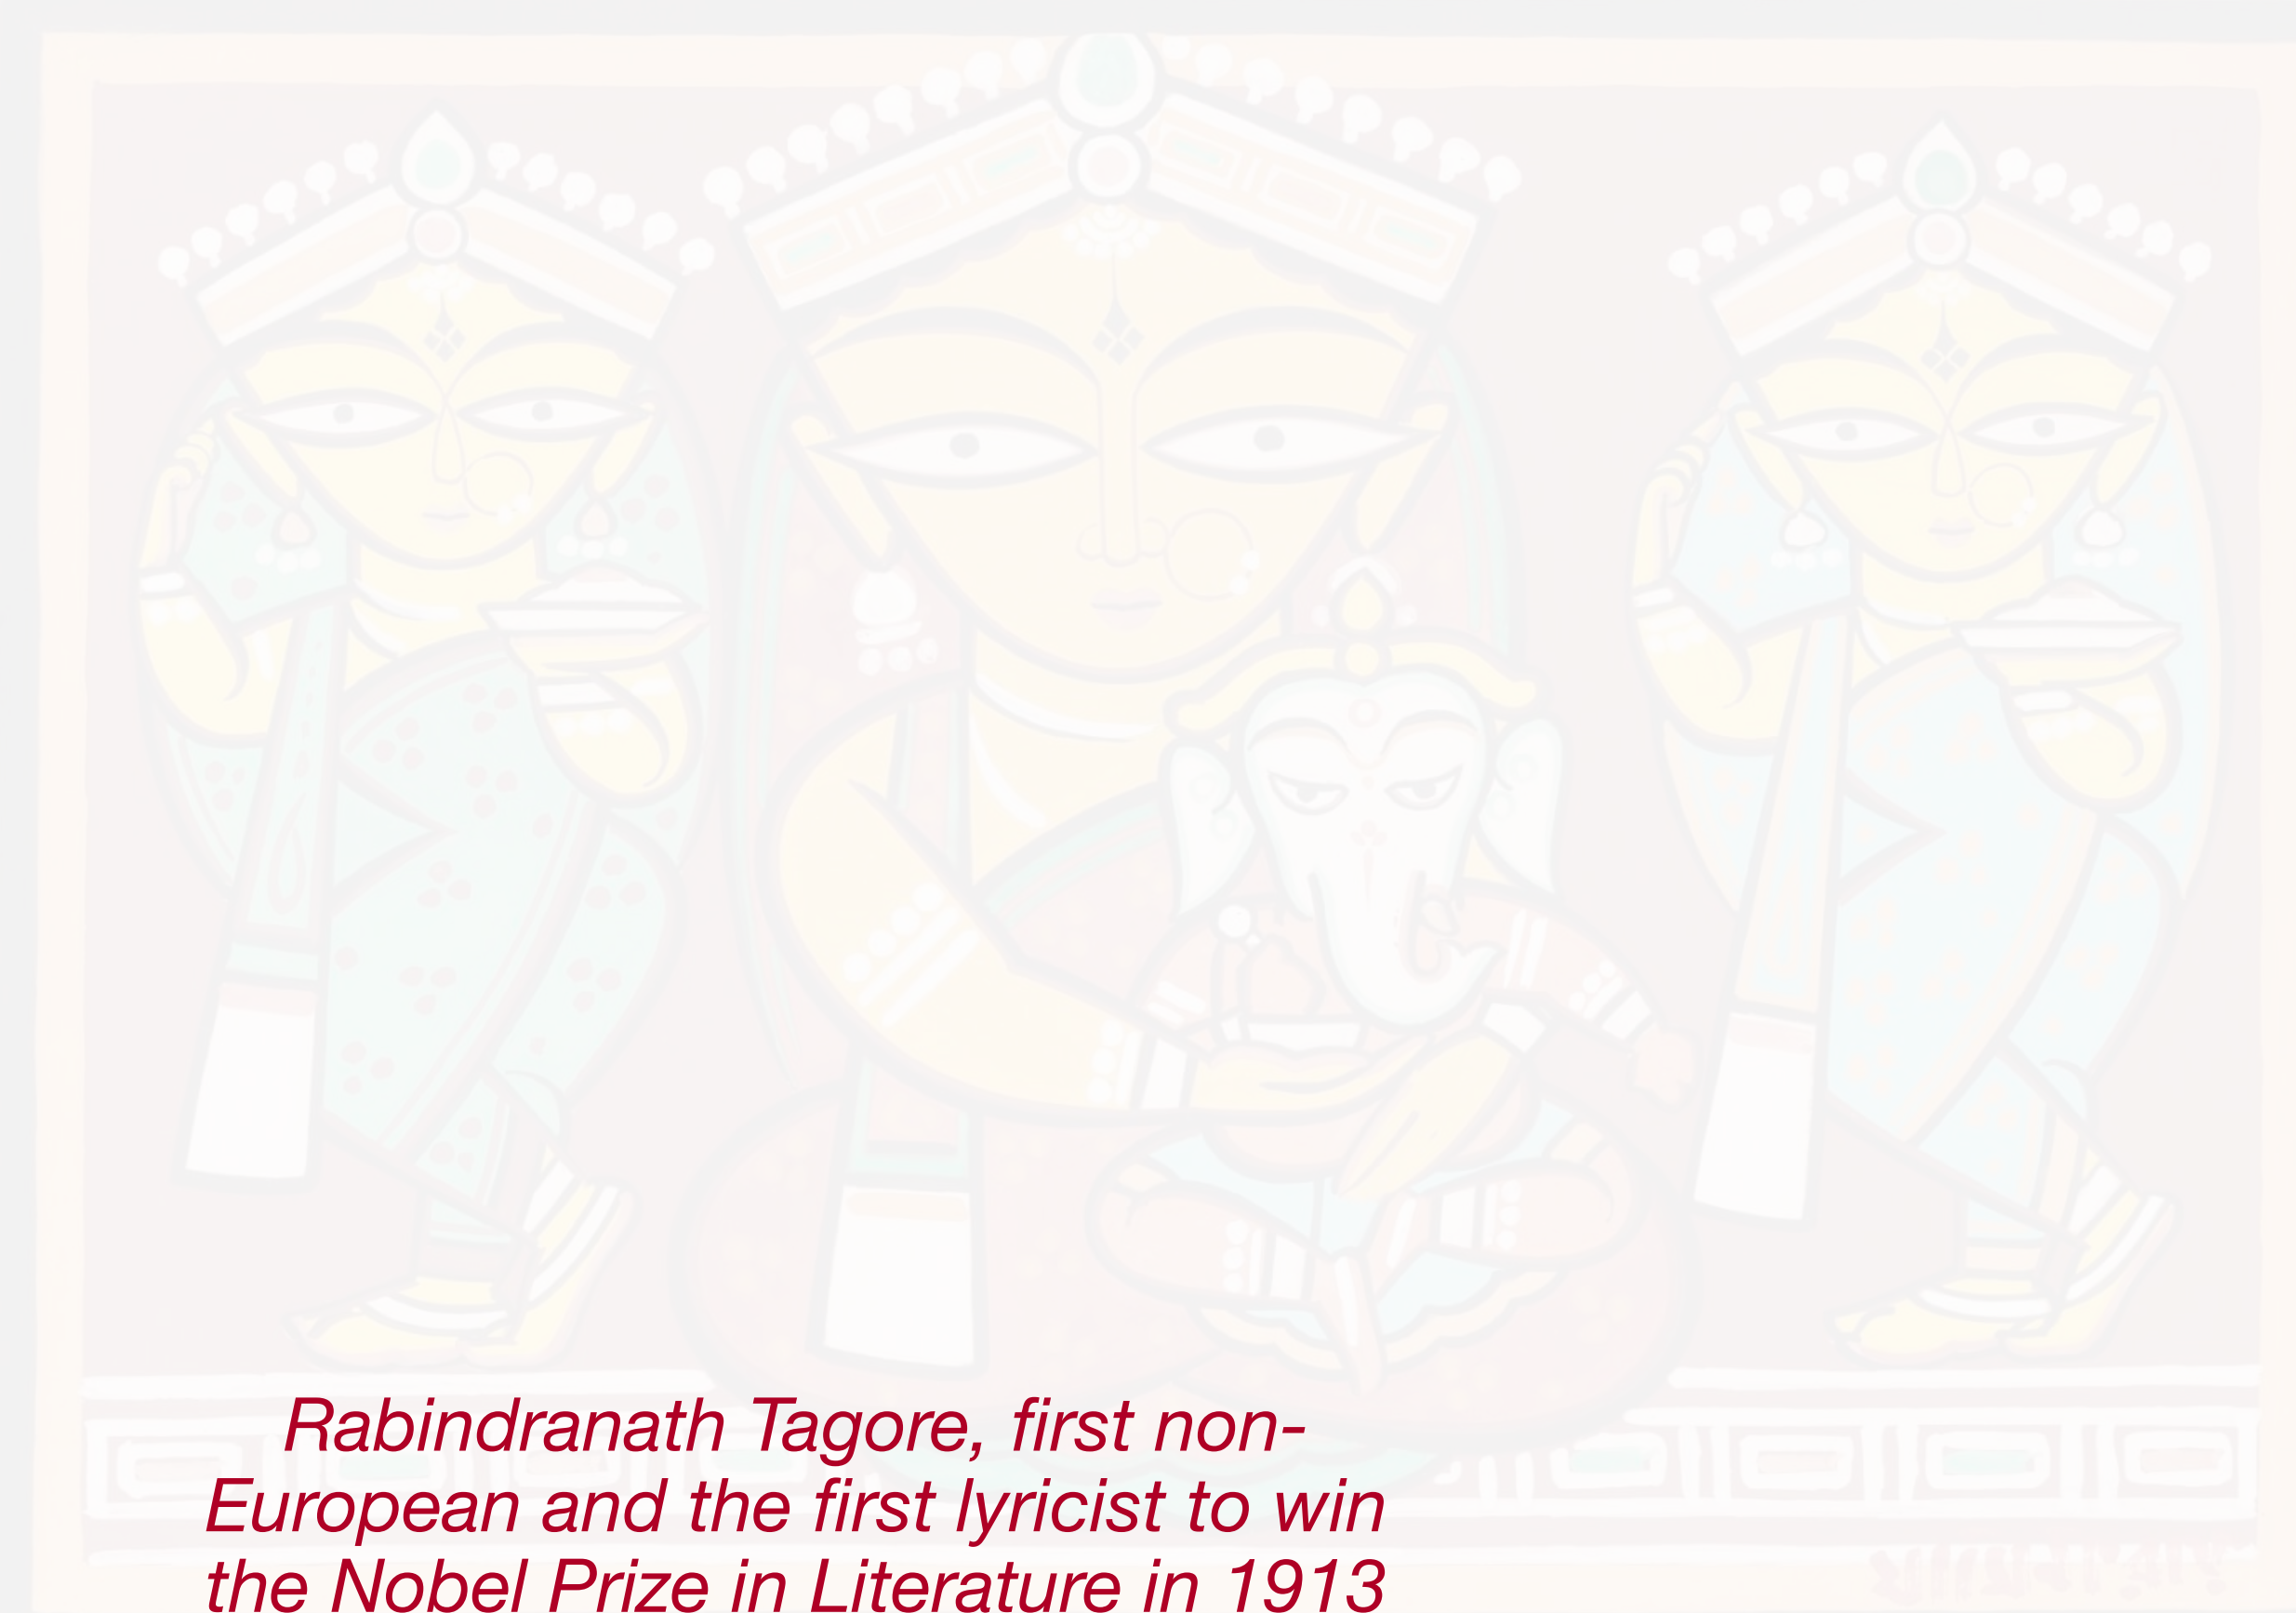 Rabindranath Tagore, first non-
European and the first lyricist to win
the Nobel Prize in Literature in 1913